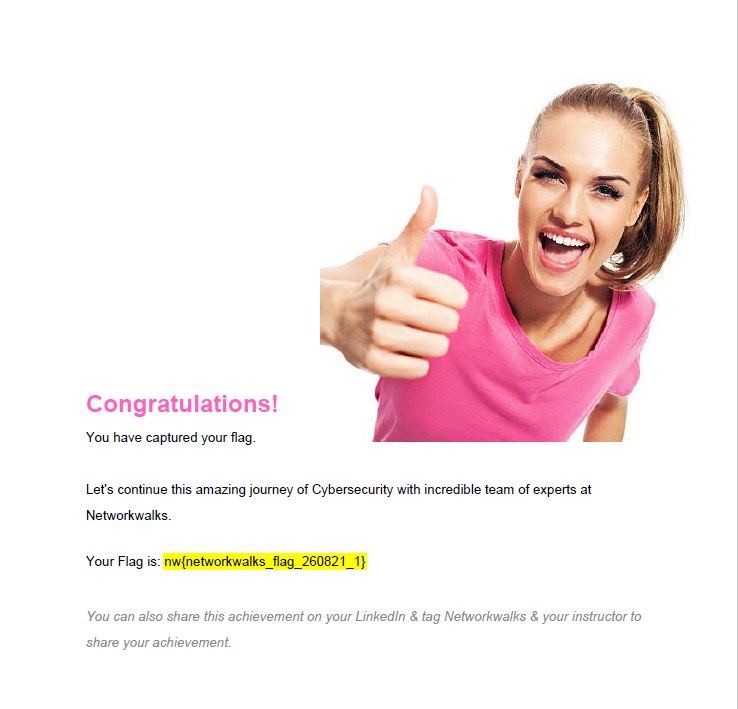 Congratulations!
You have captured your flag.
Let's continue this amazing journey of Cybersecurity with incredible team of experts at
Networkwalks.
Your Flag is: nw{networkwalks_flag_260821_1}
You can also share this achievement on your LinkedIn & tag Networkwalks & your instructor to
share your achievement.